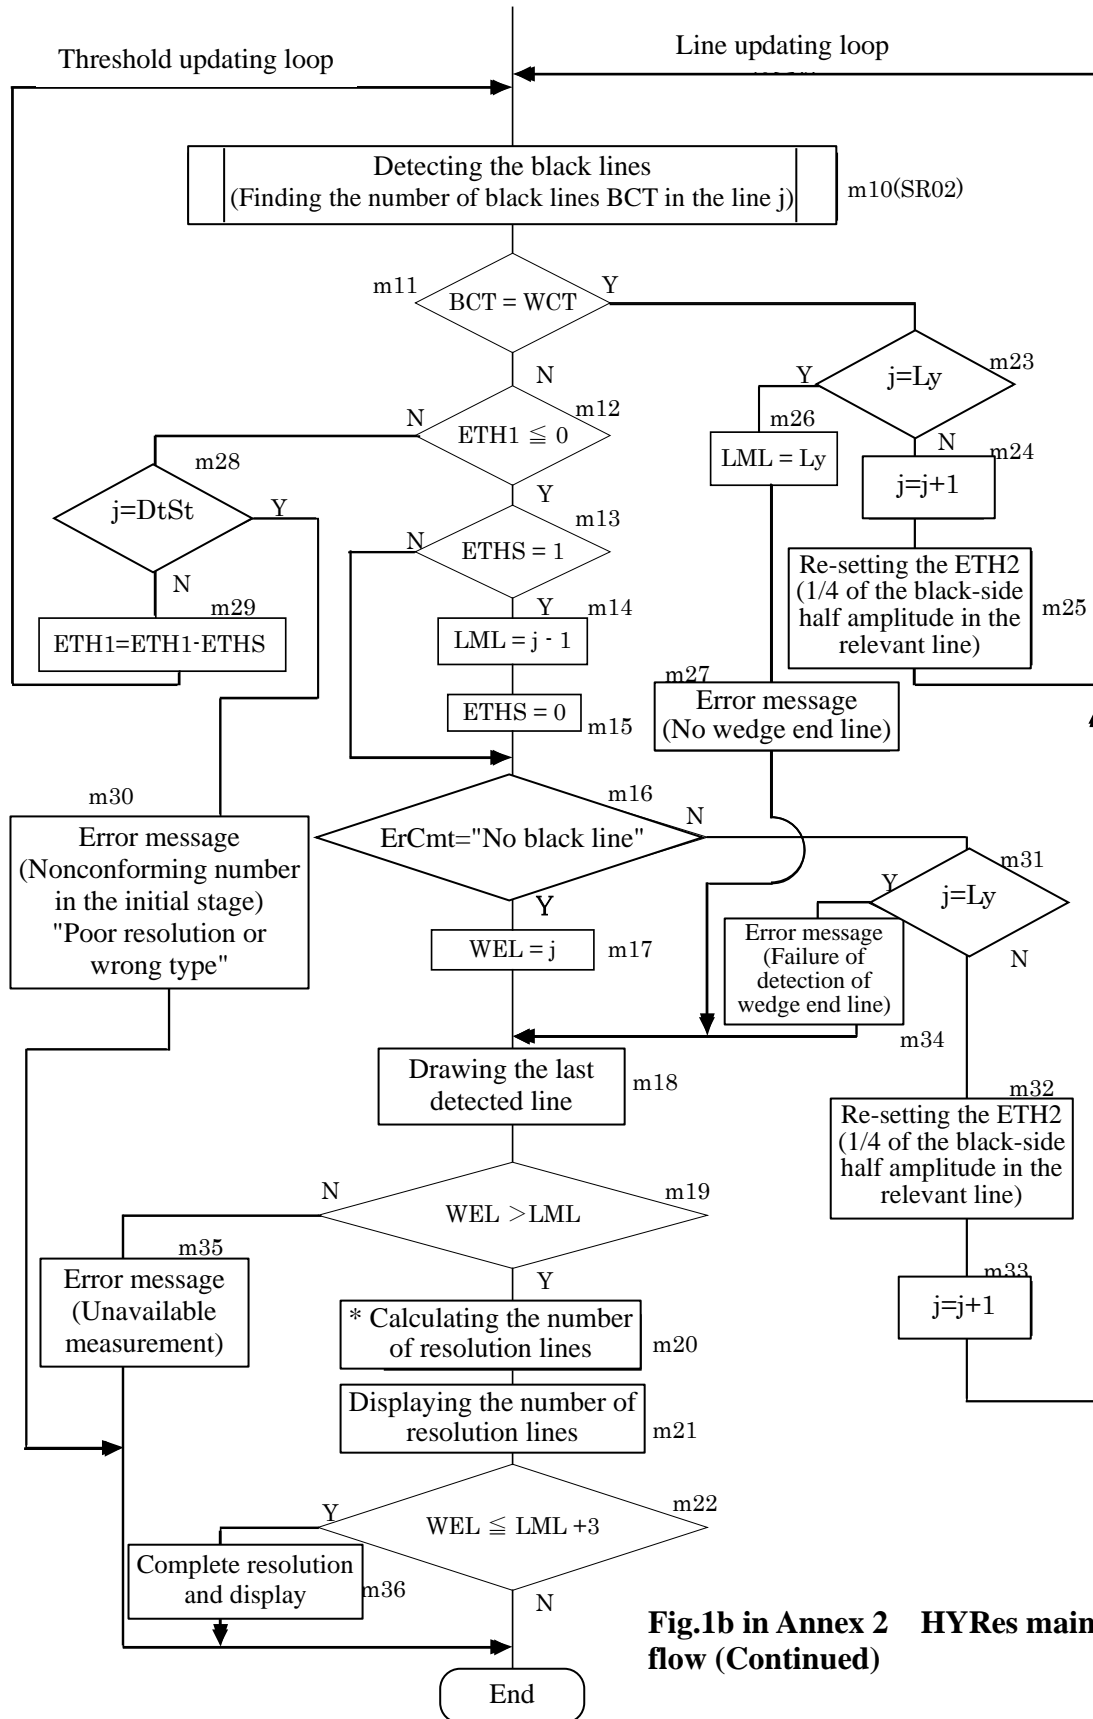 Threshold updating loop
Line updating loop
Detecting the black lines
(Finding the number of black lines BCT in the line j)
m10(SR02)
m11
BCT = WCT
Y
N
m23
j=Ly
Y
N
m12
ETH1 ≦ 0
N
Y
m26
LML = Ly
m24
j=j+1
m28
j=DtSt
Y
N
m13
ETHS = 1
N
Y
m14
LML = j - 1
Re-setting the ETH2
(1/4 of the black-side
half amplitude in the
relevant line)
m25
m29
ETH1=ETH1-ETHS
m27
Error message
(No wedge end line)
ETHS = 0
m15
m30
Error message
(Nonconforming number
in the initial stage)
"Poor resolution or
wrong type"
m16
ErCmt="No black line"
N
Y
m31
j=Ly
Y
N
WEL = j
m17
Error message
(Failure of
detection of
wedge end line)
m34
Drawing the last
detected line
m18
m32
Re-setting the ETH2
(1/4 of the black-side
half amplitude in the
relevant line)
m19
WEL >LML
N
Y
m35
Error message
(Unavailable
measurement)
m33
j=j+1
* Calculating the number
of resolution lines
m20
Displaying the number of
resolution lines
m21
m22
WEL ≦ LML +3
Y
N
Complete resolution
and display
m36
Fig.1b in Annex 2 HYRes main
flow (Continued)
End